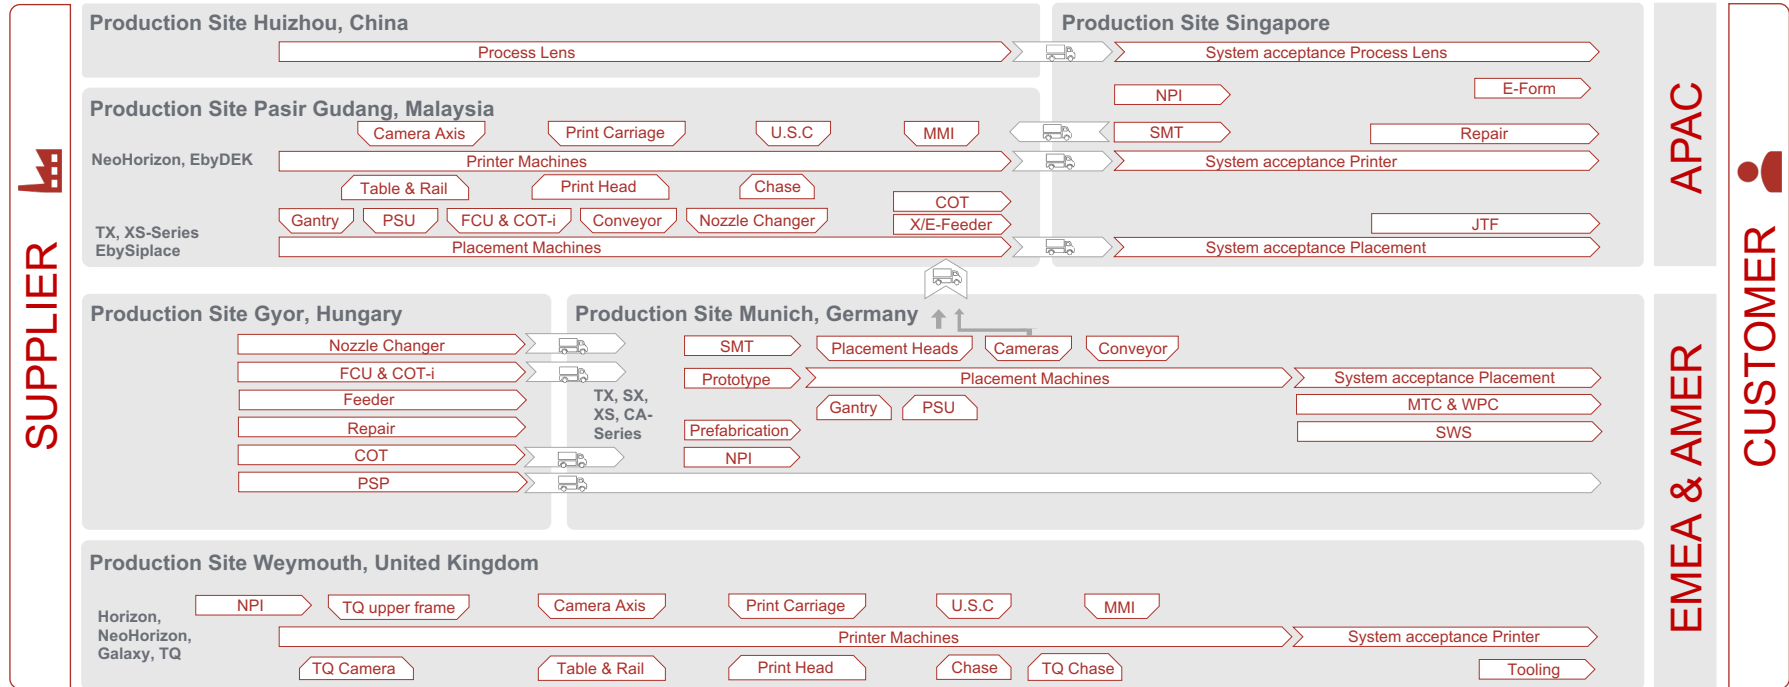 SUPPLIER
Production Site Huizhou, China
Process Lens
Production Site Singapore
System acceptance Process Lens
NPI
E-Form
SMT
Repair
System acceptance Printer
JTF
System acceptance Placement
Production Site Pasir Gudang, Malaysia
Camera Axis
Print Carriage
U.S.C
MMI
NeoHorizon, EbyDEK
Printer Machines
Table & Rail
Print Head
Chase
COT
Gantry
PSU
FCU & COT-i
Conveyor
Nozzle Changer
X/E-Feeder
TX, XS-Series
EbySiplace
Placement Machines
APAC
Production Site Gyor, Hungary
Nozzle Changer
FCU & COT-i
Feeder
Repair
COT
PSP
Production Site Munich, Germany
SMT
Placement Heads
Cameras
Conveyor
Prototype
Placement Machines
System acceptance Placement
TX, SX,
XS, CA-
Series
Gantry
PSU
MTC & WPC
Prefabrication
SWS
NPI
Production Site Weymouth, United Kingdom
NPI
TQ upper frame
Camera Axis
Print Carriage
U.S.C
MMI
Horizon,
NeoHorizon,
Galaxy, TQ
Printer Machines
System acceptance Printer
TQ Camera
Table & Rail
Print Head
Chase
TQ Chase
Tooling
EMEA & AMER
CUSTOMER